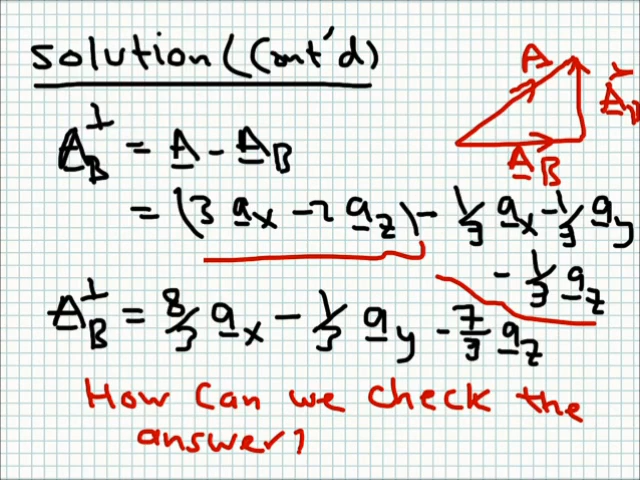 Solution (Cont'd)
A
A_B^⊥
A_B
A_B^⊥ = A - A_B
= (3 a_x - 2 a_z) - 1/3 a_x - 1/3 a_y
- 1/3 a_z
A_B^⊥ = 8/3 a_x - 1/3 a_y - 7/3 a_z
How Can we check the
answer?